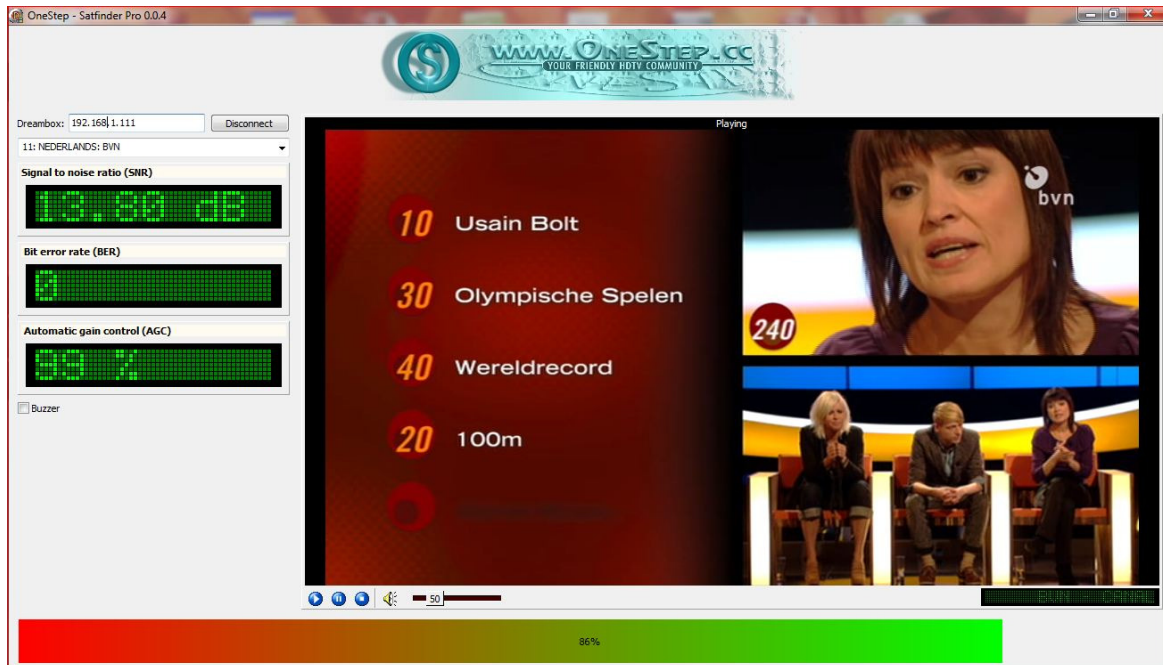 OneStep - Satfinder Pro 0.0.4
www.OneStep.cc
YOUR FRIENDLY HDTV COMMUNITY
Dreambox: 192.168.1.111 Disconnect
11: NEDERLANDS: BVN
Signal to noise ratio (SNR)
13.80 dB
Bit error rate (BER)
0
Automatic gain control (AGC)
99 %
Buzzer
Playing
bvn
10 Usain Bolt
30 Olympische Spelen
40 Wereldrecord
20 100m
240
50
BVN - CANAL
86%